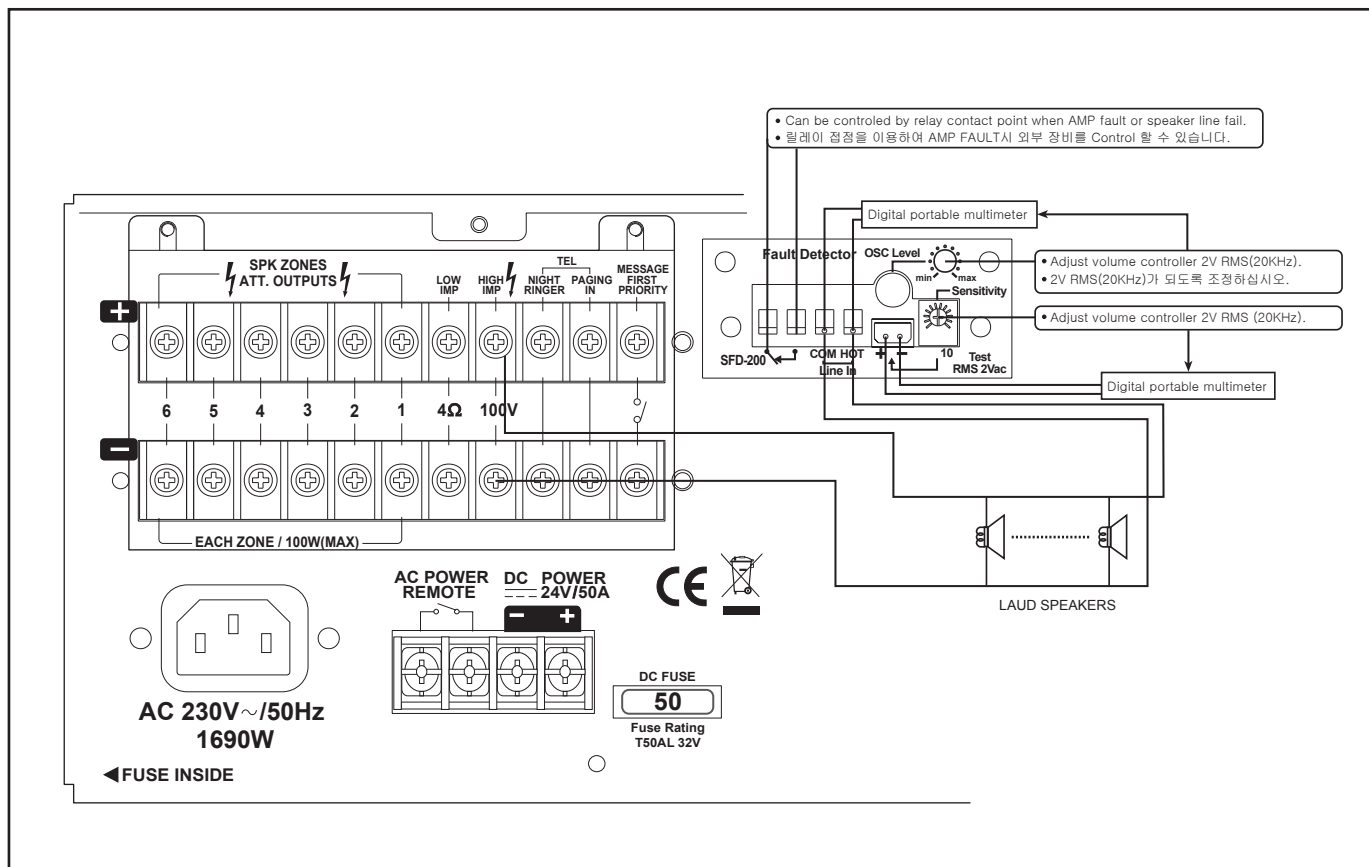 • Can be controled by relay contact point when AMP fault or speaker line fail.
• 릴레이 접점을 이용하여 AMP FAULT시 외부 장비를 Control 할 수 있습니다.
Digital portable multimeter
Fault Detector
OSC Level
min
max
Sensitivity
• Adjust volume controller 2V RMS(20KHz).
• 2V RMS(20KHz)가 되도록 조정하십시오.
• Adjust volume controller 2V RMS (20KHz).
SFD-200
COM HOT
Line In
+ −
10
Test
RMS 2Vac
Digital portable multimeter
SPK ZONES
ATT. OUTPUTS
LOW
IMP
HIGH
IMP
TEL
NIGHT
RINGER
PAGING
IN
MESSAGE
FIRST
PRIORITY
+
6 5 4 3 2 1 4Ω 100V
−
EACH ZONE / 100W(MAX)
LAUD SPEAKERS
AC POWER
REMOTE
DC POWER
24V/50A
− +
CE
AC 230V~/50Hz
1690W
DC FUSE
50
Fuse Rating
T50AL 32V
◀FUSE INSIDE